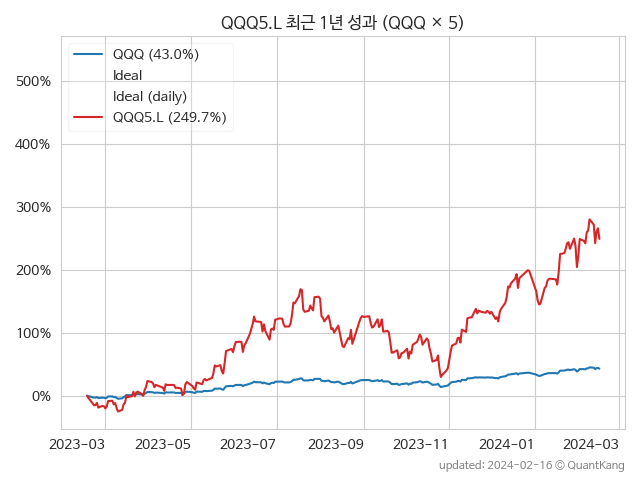 QQQ5.L 최근 1년 성과 (QQQ × 5)
QQQ (43.0%)
Ideal
Ideal (daily)
QQQ5.L (249.7%)
500%
400%
300%
200%
100%
0%
2023-03 2023-05 2023-07 2023-09 2023-11 2024-01 2024-03
updated: 2024-02-16 © QuantKang